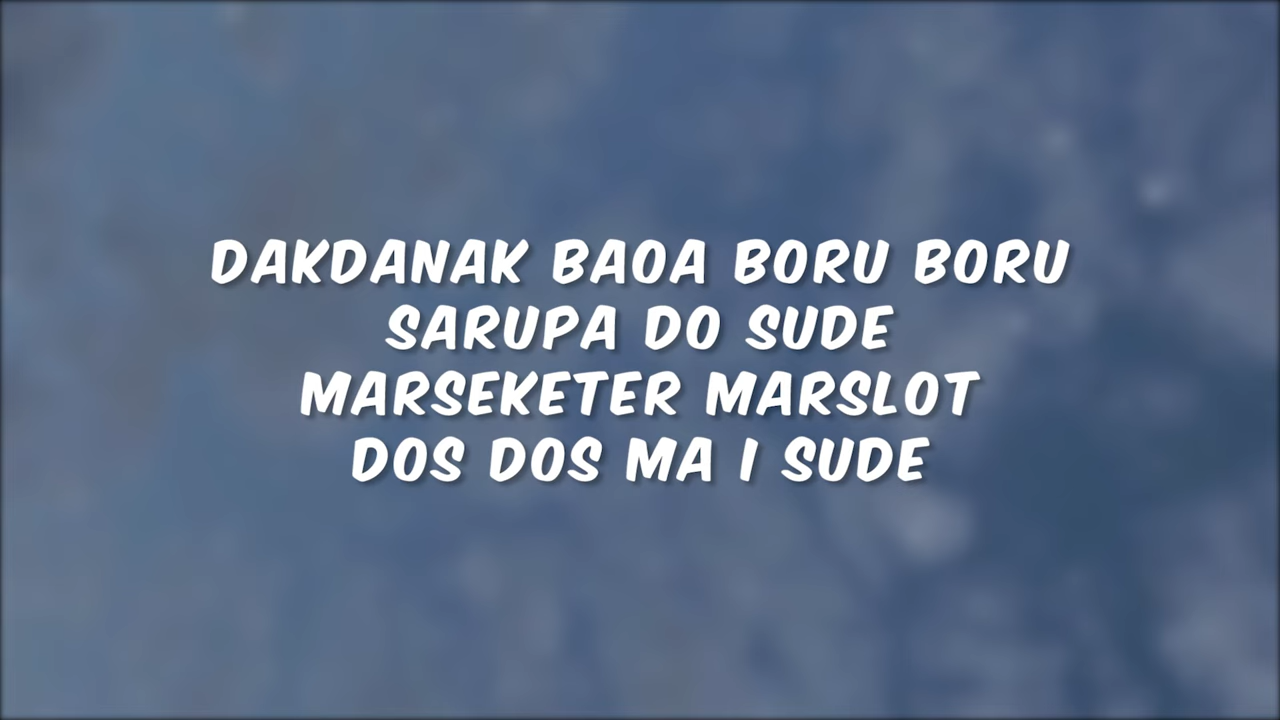 DAKDANAK BAOA BORU BORU
SARUPA DO SUDE
MARSEKETER MARSLOT
DOS DOS MA I SUDE